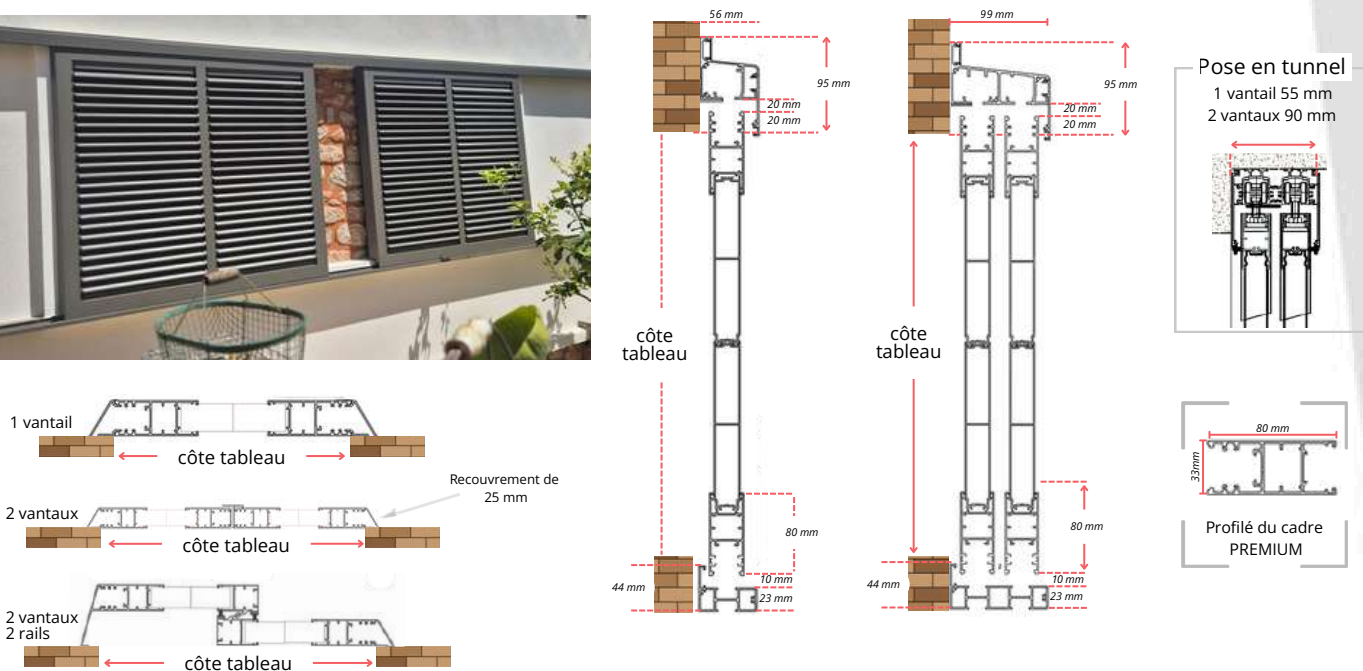 56 mm
95 mm
20 mm
20 mm
côte
tableau
80 mm
44 mm
10 mm
23 mm
99 mm
95 mm
20 mm
20 mm
côte
tableau
80 mm
44 mm
10 mm
23 mm
Pose en tunnel
1 vantail 55 mm
2 vantaux 90 mm
80 mm
33mm
Profilé du cadre
PREMIUM
1 vantail
côte tableau
Recouvrement de
25 mm
2 vantaux
côte tableau
2 vantaux
2 rails
côte tableau